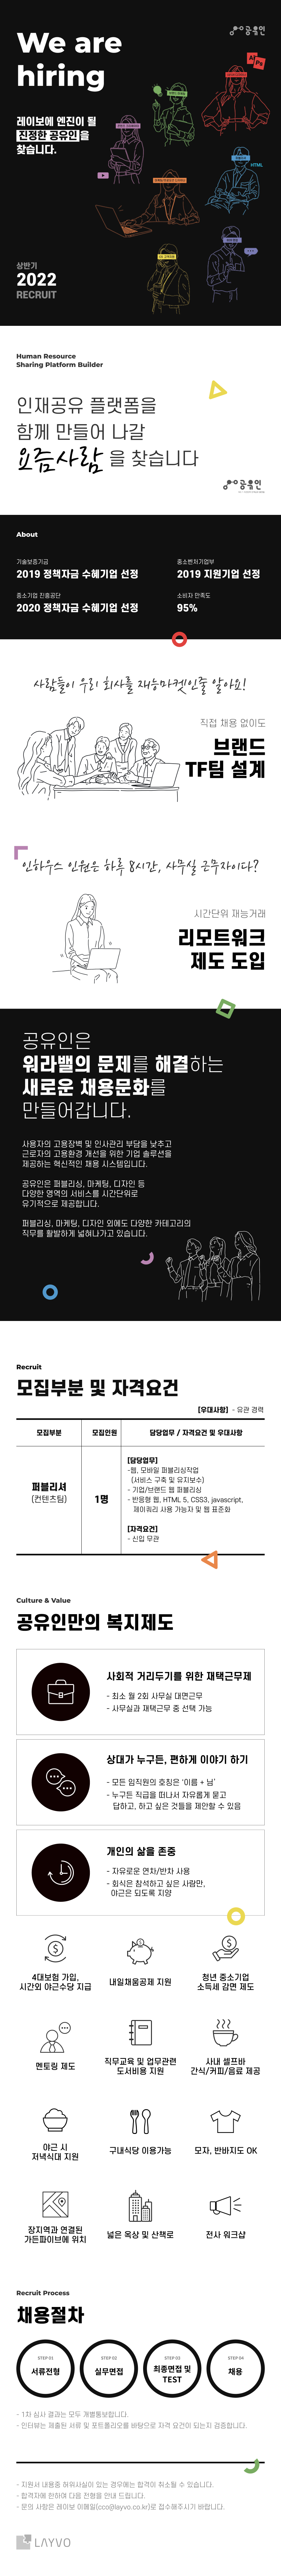 We are
hiring
공유오피스
레이보에 엔진이 될
진정한 공유인을
찾습니다.
HTML
상반기
2022
RECRUIT
Human Resource
Sharing Platform Builder
인재공유 플랫폼을
함께 만들어 나갈
요즘사람 을 찾습니다
About
기술보증기금
2019 정책자금 수혜기업 선정
중소벤처기업부
2019 지원기업 선정
중소기업 진흥공단
2020 정책자금 수혜기업 선정
소비자 만족도
95%
사람들이 우리 회사를 재능마켓인줄 알아요!
직접 채용 없이도
브랜드
TF팀 설계
인하우스 인원은 하루 8시간, 사무실 근무자이다?
시간단위 재능거래
리모트워크
제도 도입
공유인은
워라밸의 문제를 해결하는
새로운 채용문화를
만들어갑니다.
사용자의 고용장벽 및 인사관리 부담을 낮추고
근로자의 고용환경 개선을 위한 기업 솔루션을
제공하는 혁신적인 채용 시스템입니다.
공유인은 퍼블리싱, 마케팅, 디자인 등
다양한 영역의 서비스를 시간단위로
유기적으로 제공합니다.
퍼블리싱, 마케팅, 디자인 외에도 다양한 카테고리의
직무를 활발하게 넓혀나가고 있습니다.
Recruit
모집부분 및 자격요건
[우대사항] - 유관 경력
모집부분
모집인원
담당업무 / 자격요건 및 우대사항
퍼블리셔
(컨텐츠팀)
1명
[담당업무]
-웹, 모바일 퍼블리싱작업
(서비스 구축 및 유지보수)
- 기업/브랜드 웹 퍼블리싱
- 반응형 웹, HTML 5, CSS3, javascript,
제이쿼리 사용 가능자 및 웹 표준화
[자격요건]
- 신입 무관
Culture & Value
공유인만의 복지제도
사회적 거리두기를 위한 재택근무제
- 최소 월 2회 사무실 대면근무
- 사무실과 재택근무 중 선택 가능
상대가 누구든, 편하게 이야기 하기
- 모든 임직원의 호칭은 '이름 + 님'
- 누구든 직급을 떠나서 자유롭게 묻고
답하고, 하고 싶은 것들을 제안할 수 있음
개인의 삶을 존중
- 자유로운 연차/반차 사용
- 회식은 참석하고 싶은 사람만,
야근은 되도록 지양
4대보험 가입,
시간외 야근수당 지급
내일채움공제 지원
청년 중소기업
소득세 감면 제도
멘토링 제도
직무교육 및 업무관련
도서비용 지원
사내 셀프바
간식/커피/음료 제공
야근 시
저녁식대 지원
구내식당 이용가능
모자, 반바지도 OK
장지역과 연결된
가든파이브에 위치
넓은 옥상 및 산책로
전사 워크샵
Recruit Process
채용절차
STEP 01
서류전형
STEP 02
실무면접
STEP 03
최종면접 및
TEST
STEP 04
채용
- 1차 심사 결과는 모두 개별통보합니다.
- 인터뷰는 제출된 서류 및 포트폴리오를 바탕으로 자격 요건이 되는지 검증합니다.
- 지원서 내용중 허위사실이 있는 경우에는 합격이 취소될 수 있습니다.
- 합격자에 한하여 다음 전형을 안내 드립니다.
- 문의 사항은 레이보 이메일(cco@layvo.co.kr)로 접수해주시기 바랍니다.
LAYVO